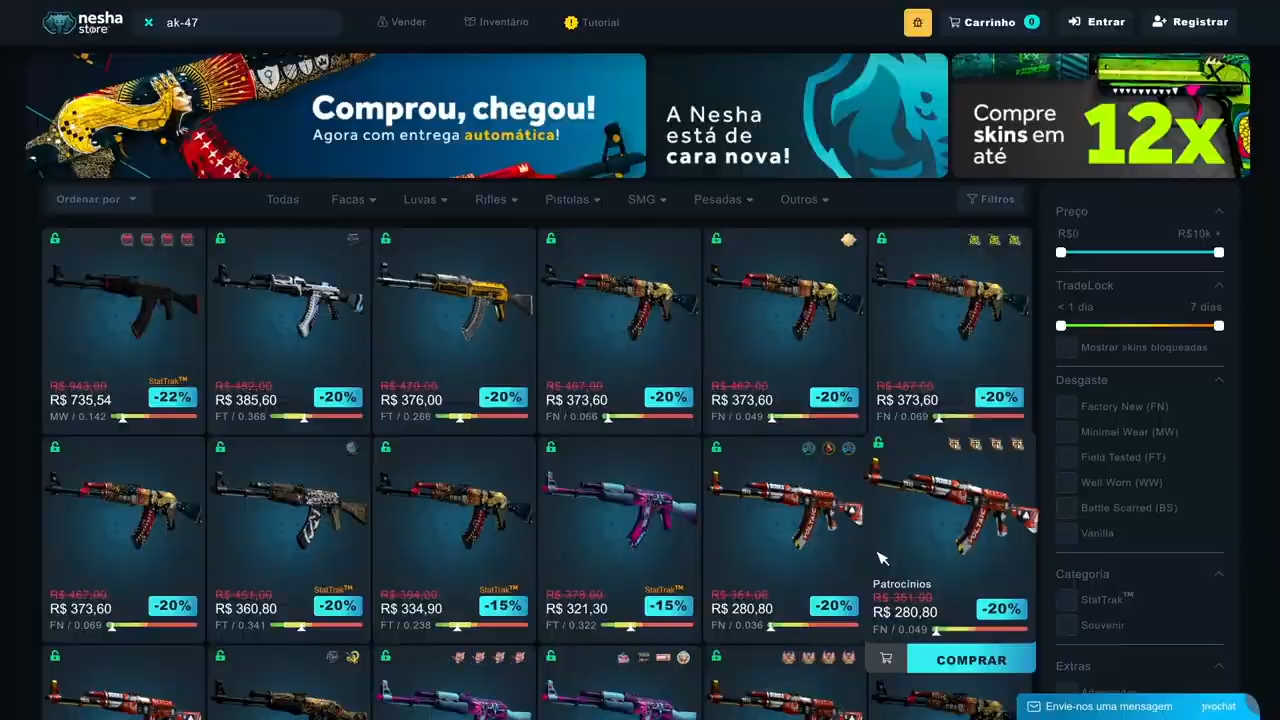 nesha
store
ak-47
Vender
Inventário
Tutorial
Carrinho
0
Entrar
Registrar
Comprou, chegou!
Agora com entrega automática!
A Nesha
está de
cara nova!
Compre
skins em
até
12x
Ordenar por
Todas
Facas
Luvas
Rifles
Pistolas
SMG
Pesadas
Outros
Filtros
R$ 943,00
StatTrak™
R$ 735,54
-22%
MW / 0.142
R$ 482,00
R$ 385,60
-20%
FT / 0.368
R$ 470,00
R$ 376,00
-20%
FT / 0.266
R$ 467,00
R$ 373,60
-20%
FN / 0.066
R$ 467,00
R$ 373,60
-20%
FN / 0.049
R$ 467,00
R$ 373,60
-20%
FN / 0.069
R$ 467,00
R$ 373,60
-20%
FN / 0.069
R$ 451,00
StatTrak™
R$ 360,80
-20%
FT / 0.341
R$ 394,00
StatTrak™
R$ 334,90
-15%
FT / 0.238
R$ 378,00
StatTrak™
R$ 321,30
-15%
FT / 0.322
R$ 351,00
R$ 280,80
-20%
FN / 0.036
Patrocínios
R$ 351,00
R$ 280,80
-20%
FN / 0.049
COMPRAR
Preço
R$0
R$10k +
TradeLock
< 1 dia
7 dias
Mostrar skins bloqueadas
Desgaste
Factory New (FN)
Minimal Wear (MW)
Field Tested (FT)
Well Worn (WW)
Battle Scarred (BS)
Vanilla
Categoria
StatTrak™
Souvenir
Extras
Envie-nos uma mensagem
jivochat